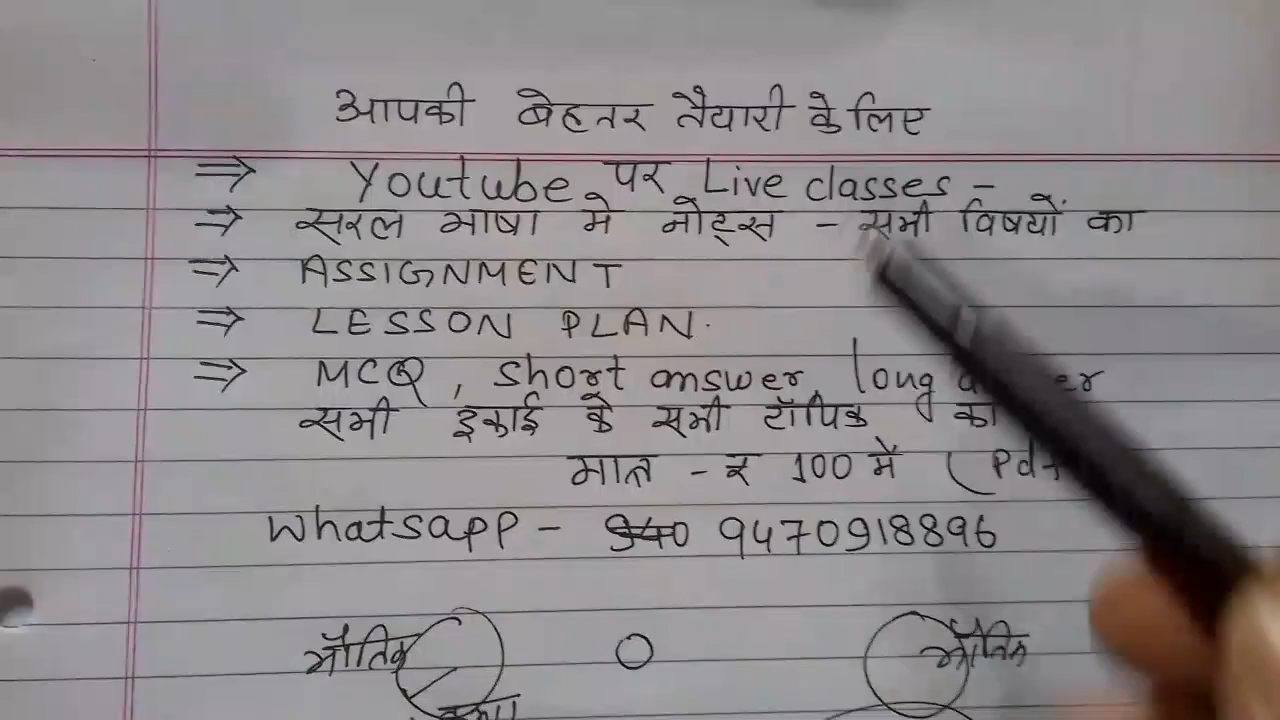 आपकी बेहतर तैयारी के लिए
⇒ Youtube पर Live classes -
⇒ सरल भाषा मे नोट्स - सभी विषयों का
⇒ ASSIGNMENT
⇒ LESSON PLAN.
⇒ MCQ, short answer, long
सभी इकाई के सभी टॉपिक का
मात्र - ₹ 100 में (Pdf
Whatsapp - 9470918896
भौतिक भौतिक